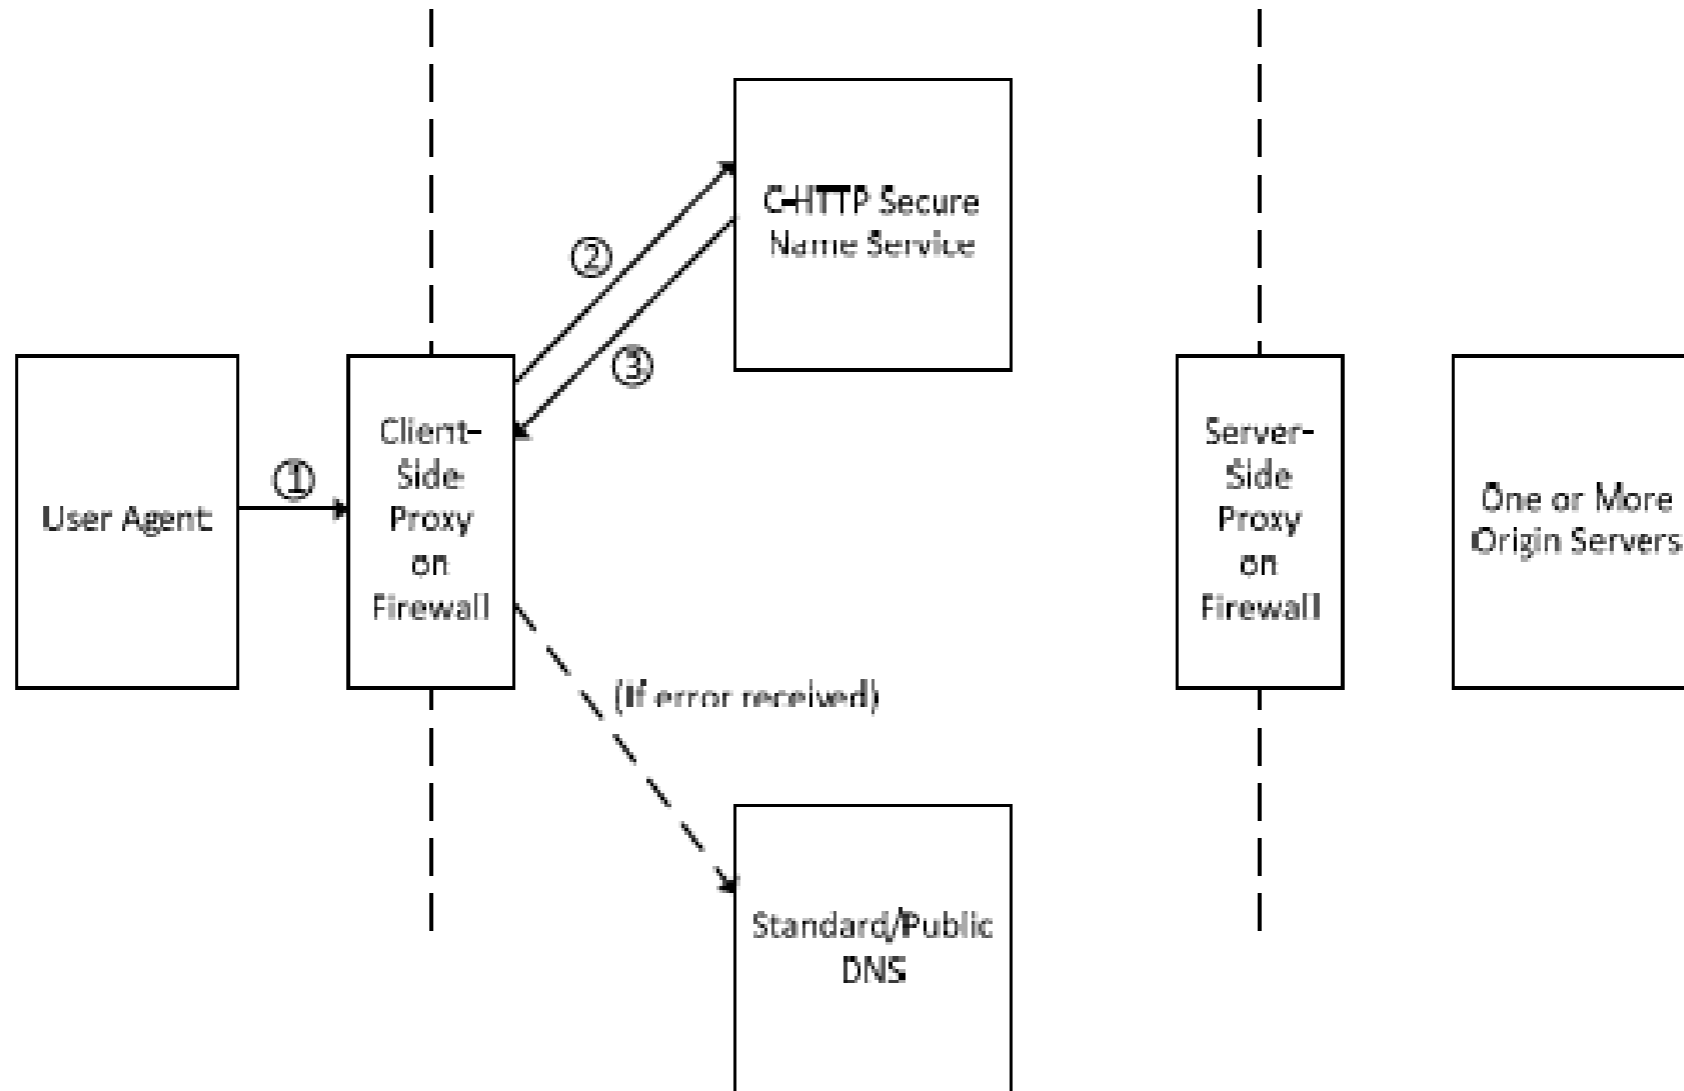 C-HTTP Secure
Name Service
②
③
①
User Agent
Client-
Side
Proxy
on
Firewall
Server-
Side
Proxy
on
Firewall
One or More
Origin Servers
(If error received)
Standard/Public
DNS